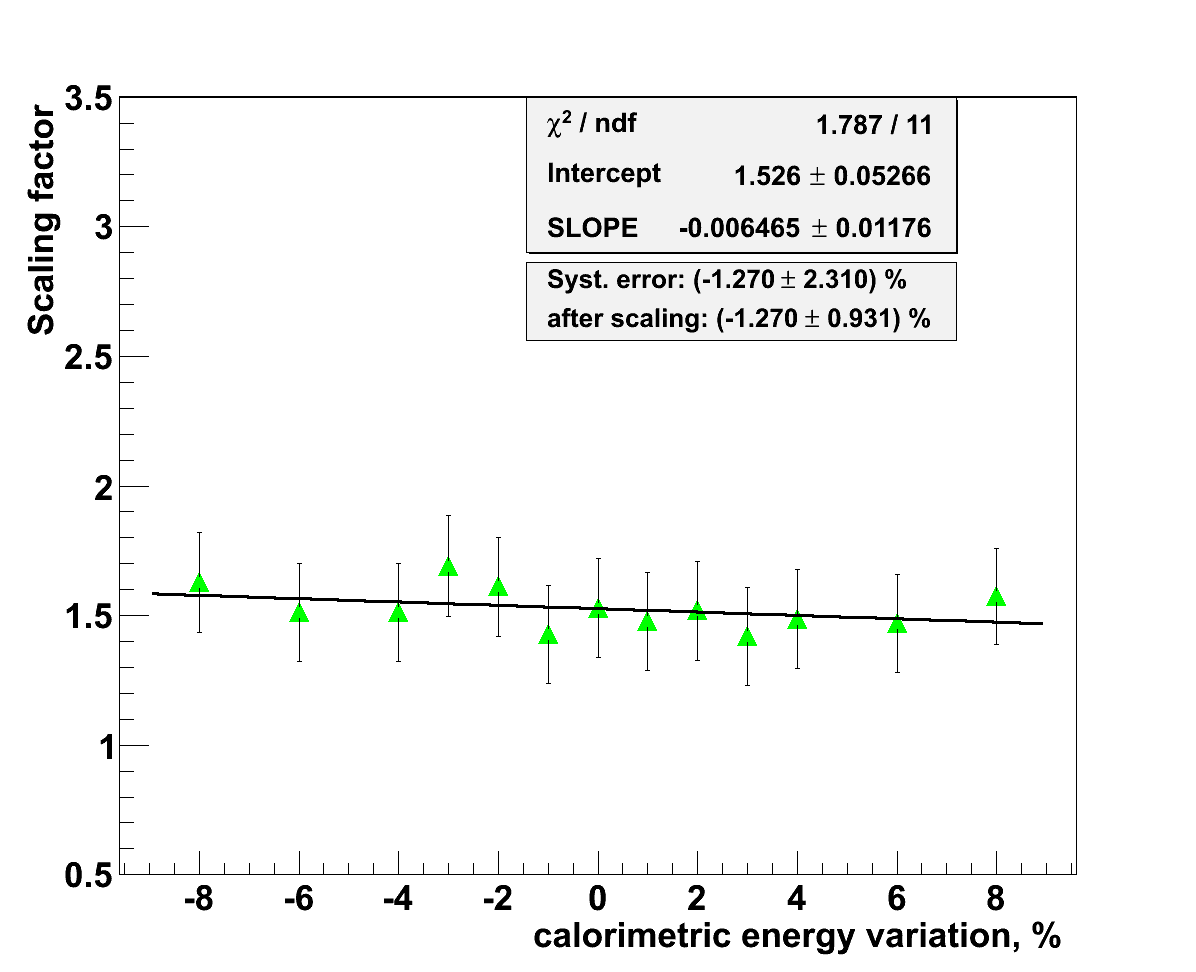 3.5
3
2.5
2
1.5
1
0.5
Scaling factor
χ² / ndf 1.787 / 11
Intercept 1.526 ± 0.05266
SLOPE -0.006465 ± 0.01176
Syst. error: (-1.270 ± 2.310) %
after scaling: (-1.270 ± 0.931) %
-8 -6 -4 -2 0 2 4 6 8
calorimetric energy variation, %